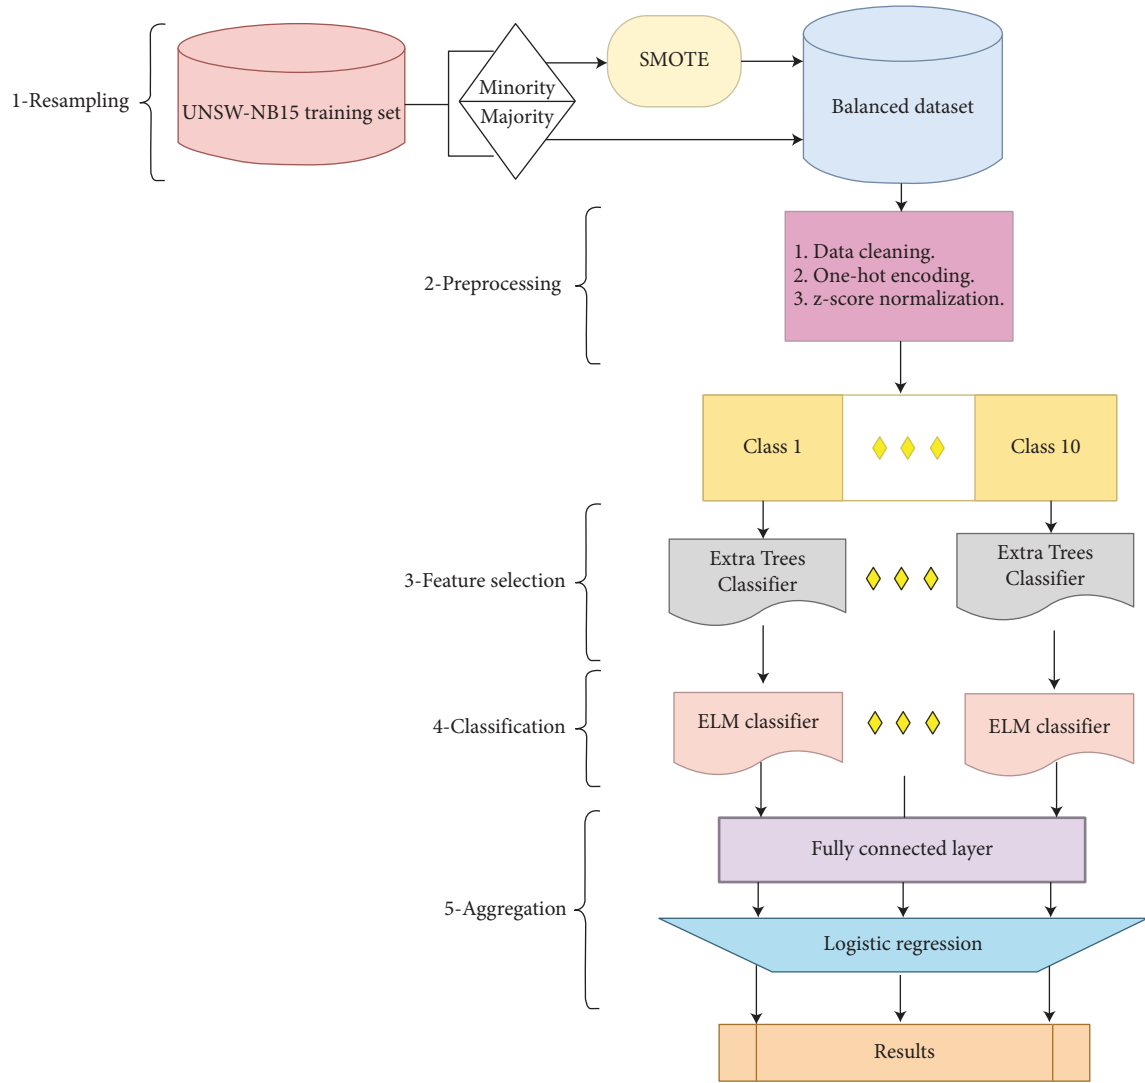 1-Resampling
UNSW-NB15 training set
Minority
Majority
SMOTE
Balanced dataset
2-Preprocessing
1. Data cleaning.
2. One-hot encoding.
3. z-score normalization.
Class 1
Class 10
3-Feature selection
Extra Trees
Classifier
Extra Trees
Classifier
4-Classification
ELM classifier
ELM classifier
5-Aggregation
Fully connected layer
Logistic regression
Results